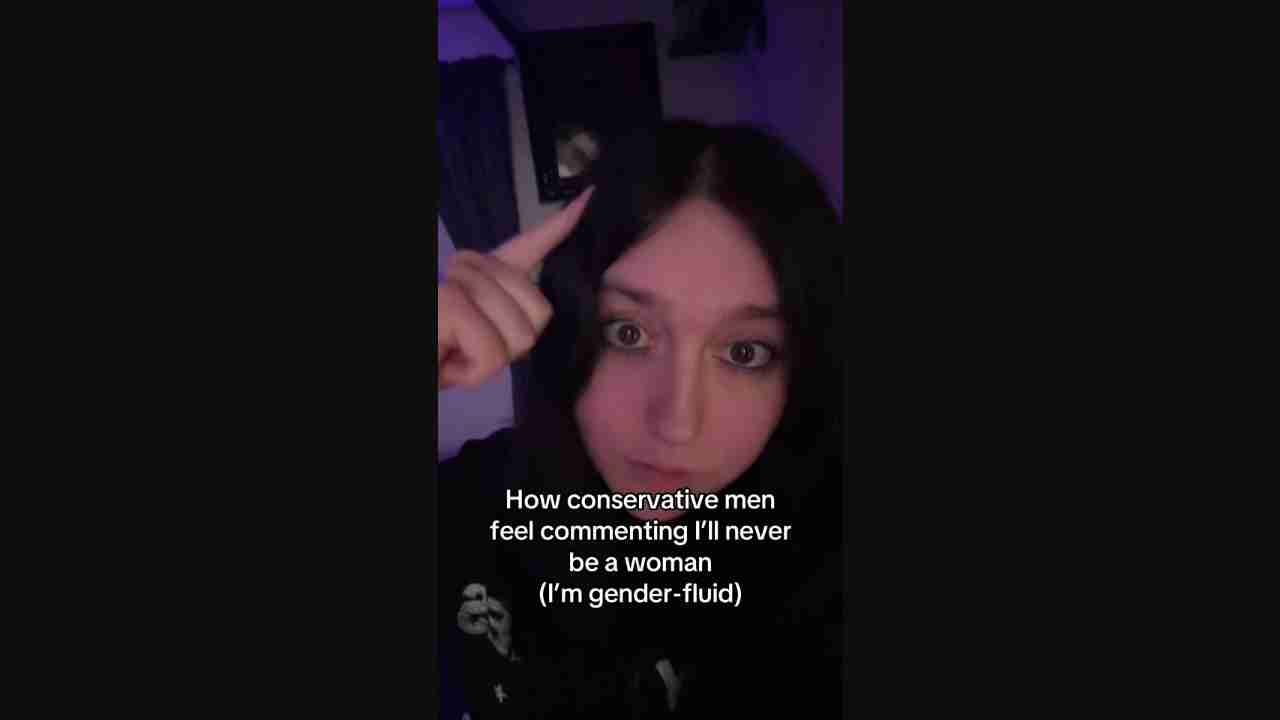 How conservative men
feel commenting I’ll never
be a woman
(I’m gender-fluid)